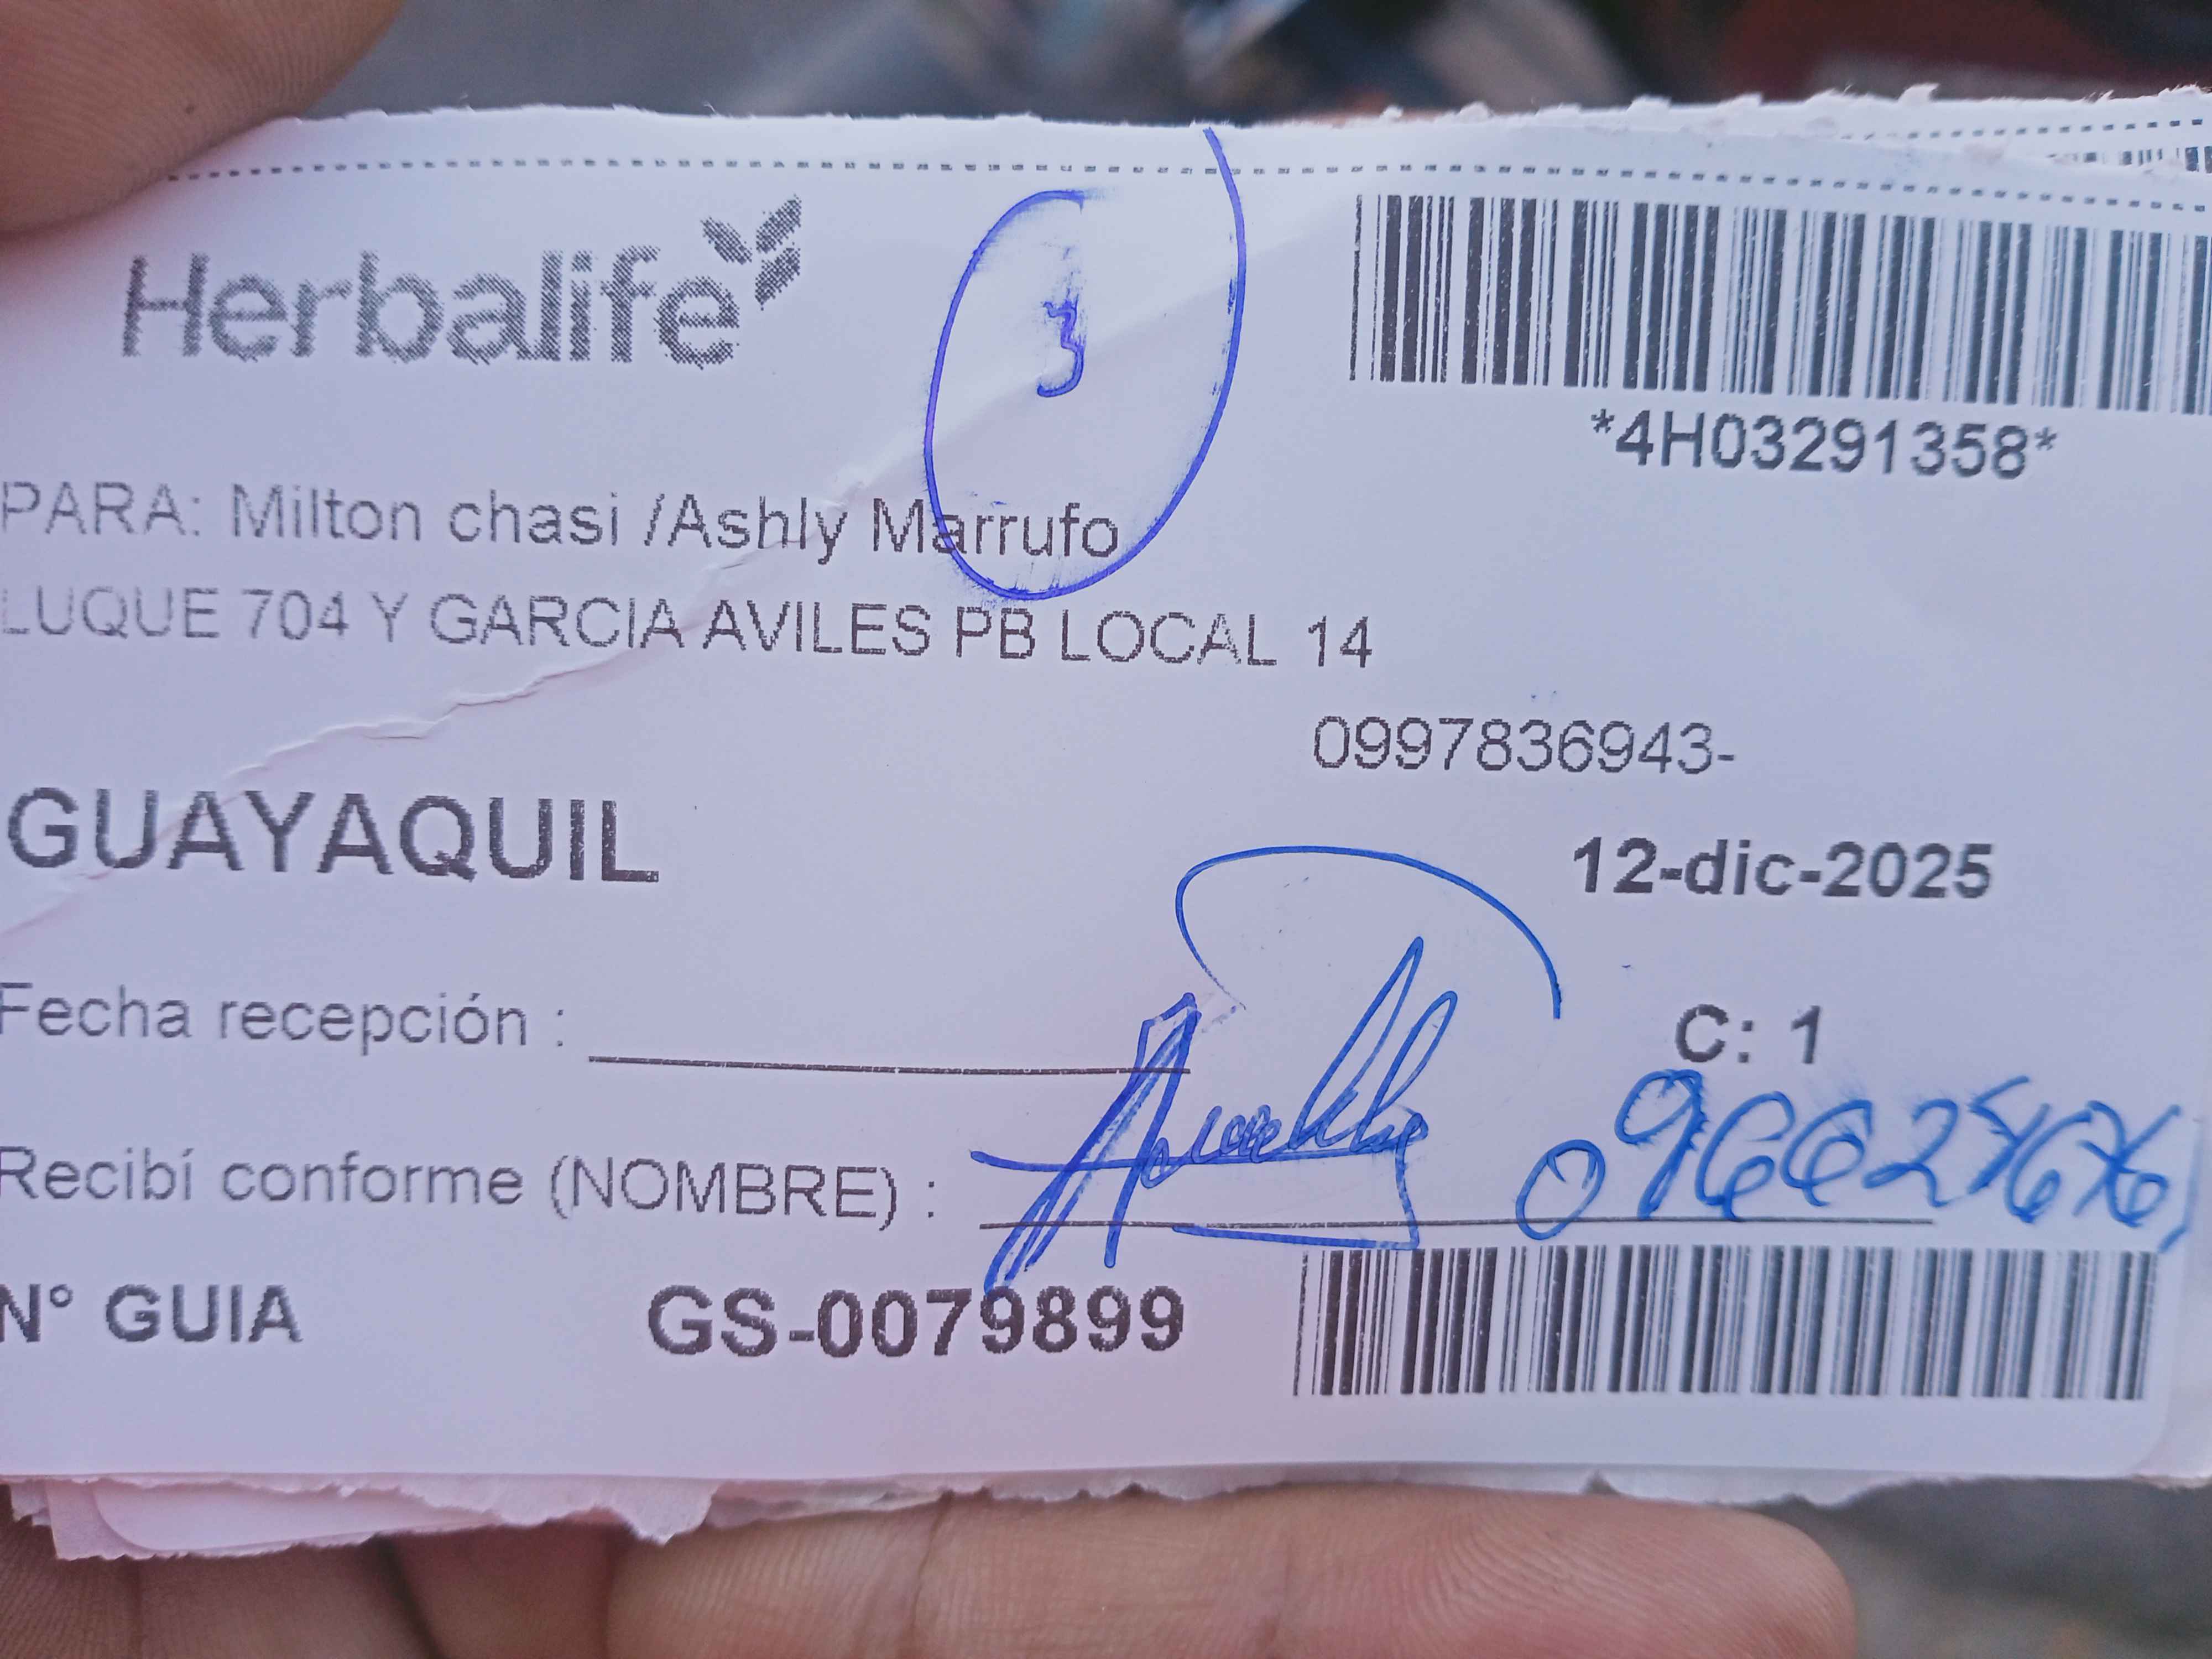 Herbalife
3
*4H03291358*
PARA: Milton chasi /Ashly Marrufo
LUQUE 704 Y GARCIA AVILES PB LOCAL 14
0997836943-
GUAYAQUIL
12-dic-2025
Fecha recepción :
C: 1
Recibí conforme (NOMBRE) :
N° GUIA GS-0079899